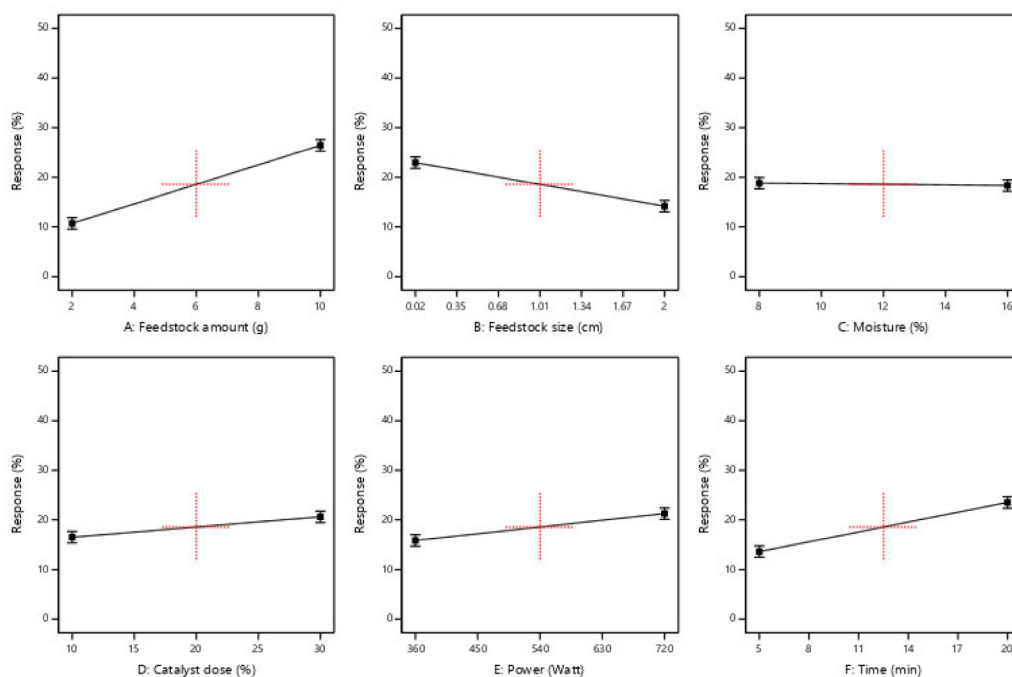 50
40
30
20
10
0
Response (%)
2 4 6 8 10
A: Feedstock amount (g)
50
40
30
20
10
0
Response (%)
0.02 0.35 0.68 1.01 1.34 1.67 2
B: Feedstock size (cm)
50
40
30
20
10
0
Response (%)
8 10 12 14 16
C: Moisture (%)
50
40
30
20
10
0
Response (%)
10 15 20 25 30
D: Catalyst dose (%)
50
40
30
20
10
0
Response (%)
360 450 540 630 720
E: Power (Watt)
50
40
30
20
10
0
Response (%)
5 8 11 14 17 20
F: Time (min)